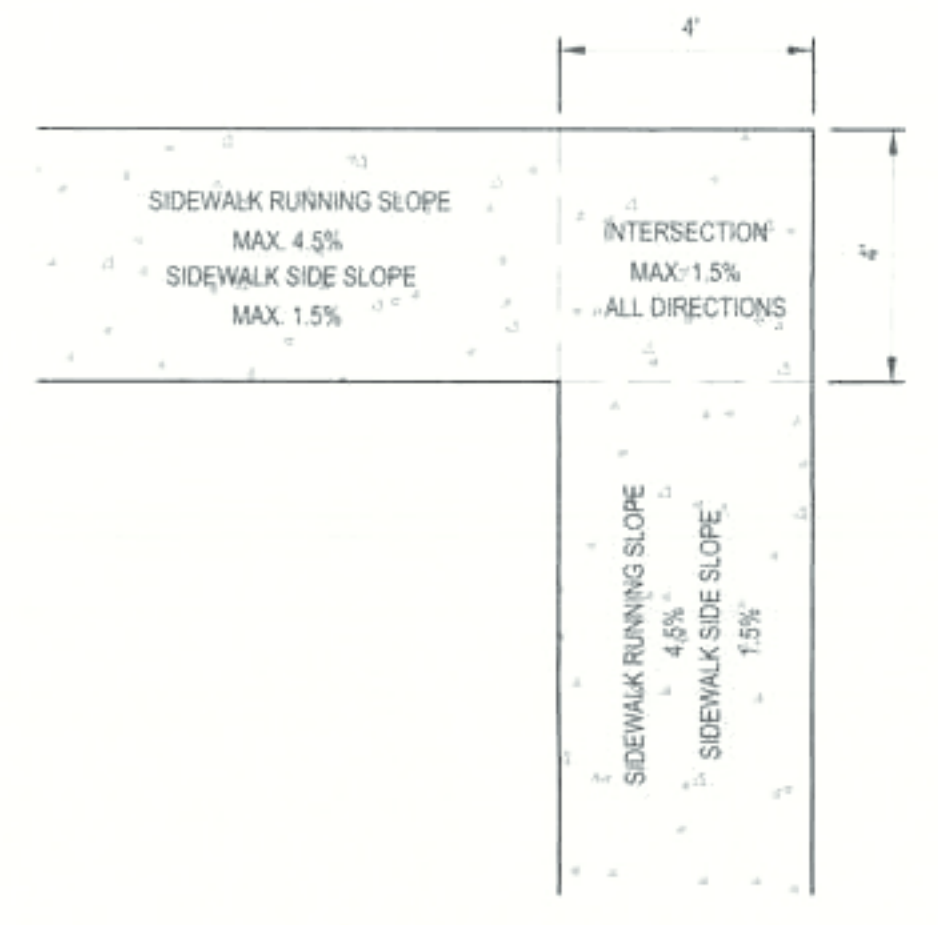 4'
SIDEWALK RUNNING SLOPE
MAX. 4.5%
SIDEWALK SIDE SLOPE
MAX. 1.5%
INTERSECTION
MAX. 1.5%
ALL DIRECTIONS
4'
SIDEWALK RUNNING SLOPE
4.5%
SIDEWALK SIDE SLOPE
1.5%